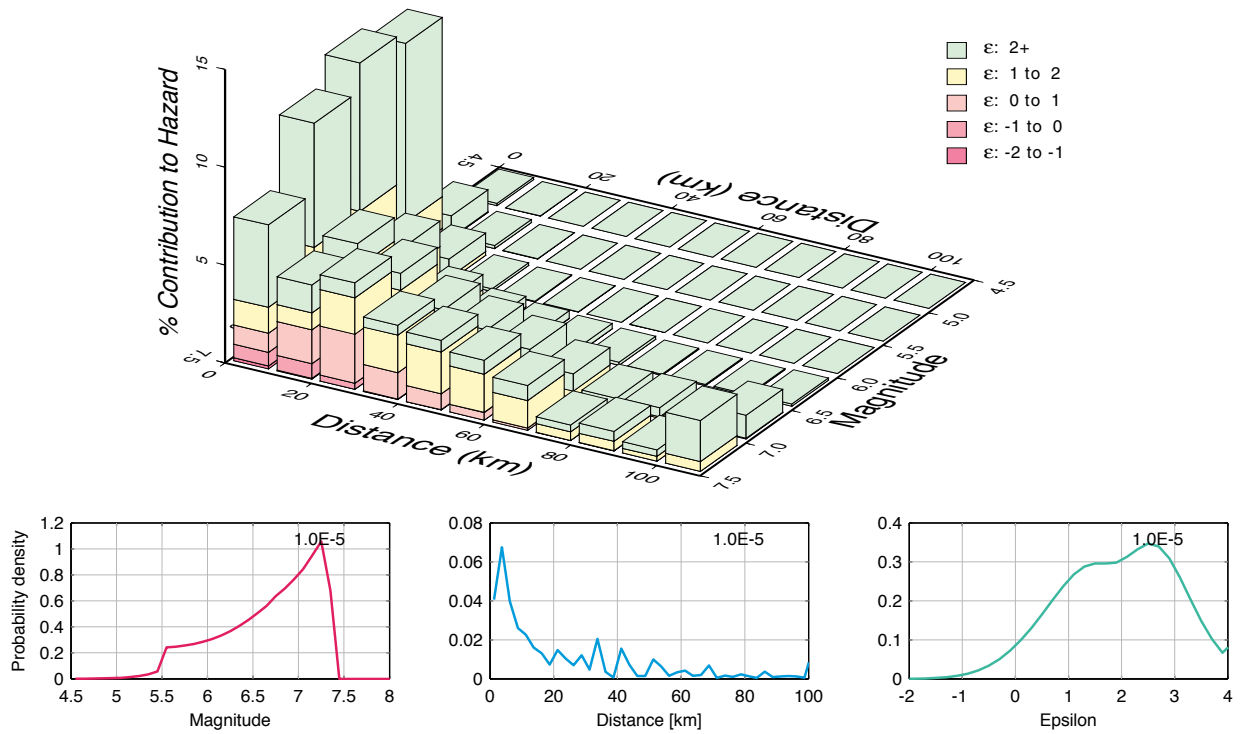 % Contribution to Hazard
15
10
5
ε: 2+
ε: 1 to 2
ε: 0 to 1
ε: -1 to 0
ε: -2 to -1
4.5
0
20
40
60
80
100
Distance (km)
4.5
5.0
5.5
6.0
6.5
7.0
7.5
Magnitude
7.5
0
20
40
60
80
100
Distance (km)
Probability density
1.2
1
0.8
0.6
0.4
0.2
0
1.0E-5
4.5 5 5.5 6 6.5 7 7.5 8
Magnitude
0.08
0.06
0.04
0.02
0
1.0E-5
0 20 40 60 80 100
Distance [km]
0.4
0.3
0.2
0.1
0
1.0E-5
-2 -1 0 1 2 3 4
Epsilon